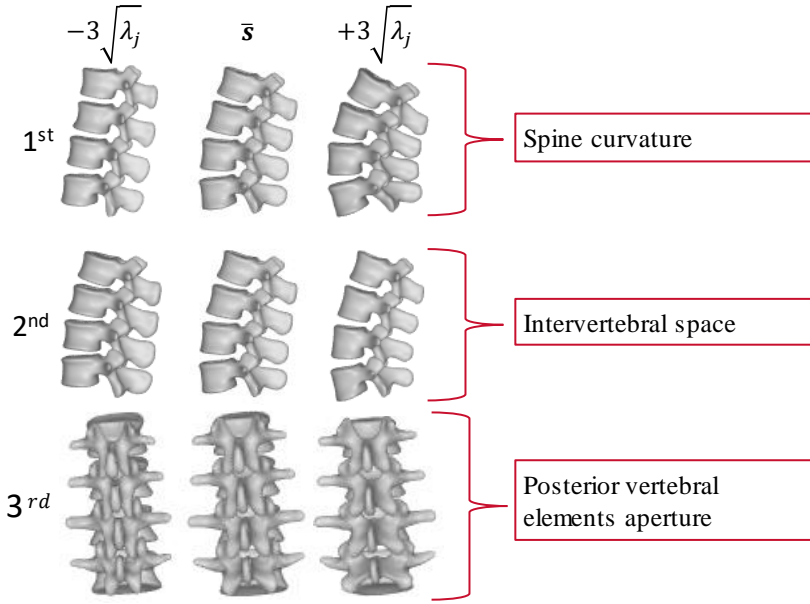 −3√λⱼ s̄ +3√λⱼ
1st Spine curvature
2nd Intervertebral space
3rd Posterior vertebral
elements aperture